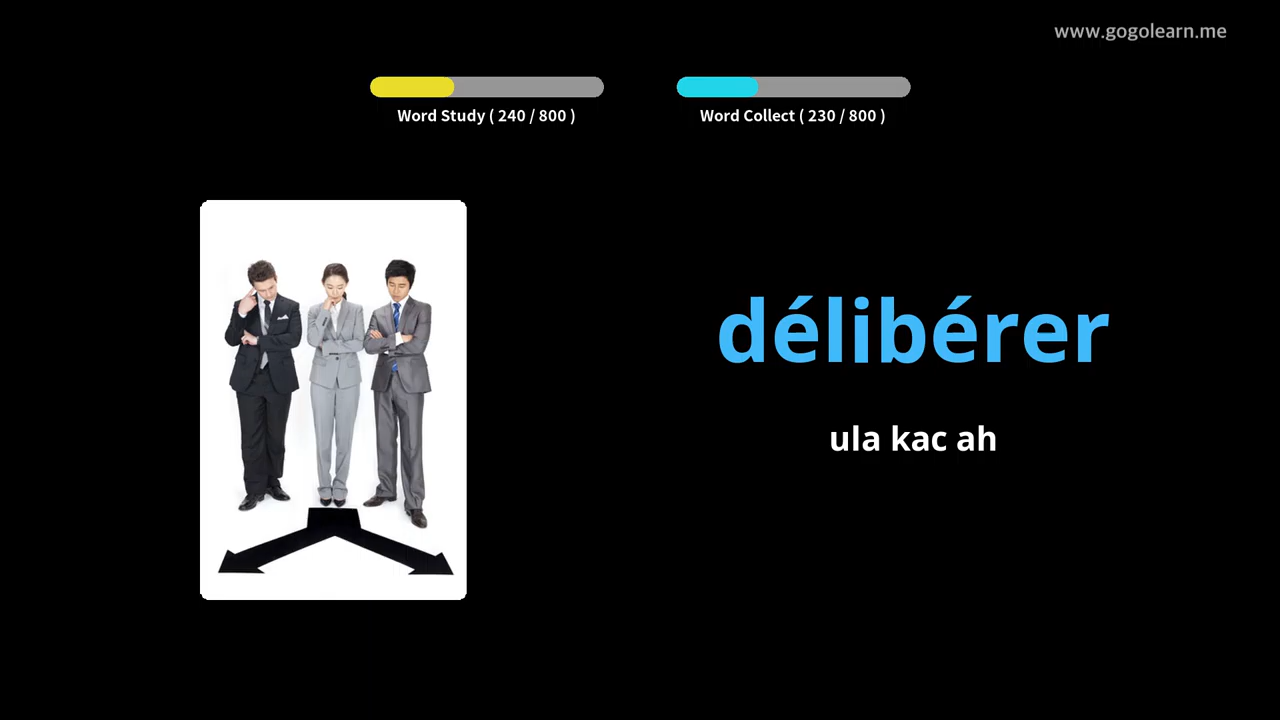 www.gogolearn.me
Word Study ( 240 / 800 )
Word Collect ( 230 / 800 )
délibérer
ula kac ah